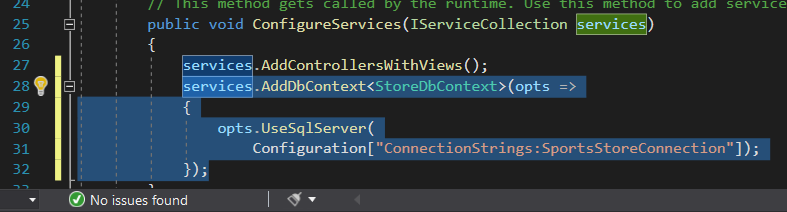 24 // This method gets called by the runtime. Use this method to add service
25 public void ConfigureServices(IServiceCollection services)
26 {
27 services.AddControllersWithViews();
28 services.AddDbContext<StoreDbContext>(opts =>
29 {
30 opts.UseSqlServer(
31 Configuration["ConnectionStrings:SportsStoreConnection"]);
32 });
33 }
No issues found